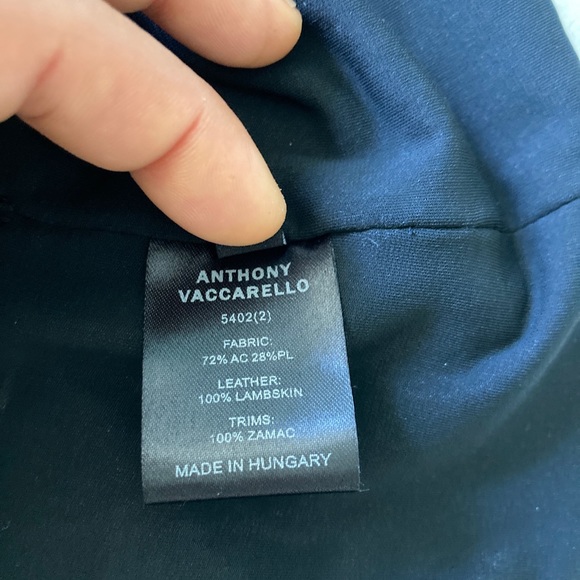 ANTHONY
VACCARELLO
5402(2)
FABRIC:
72% AC 28%PL
LEATHER:
100% LAMBSKIN
TRIMS:
100% ZAMAC
MADE IN HUNGARY